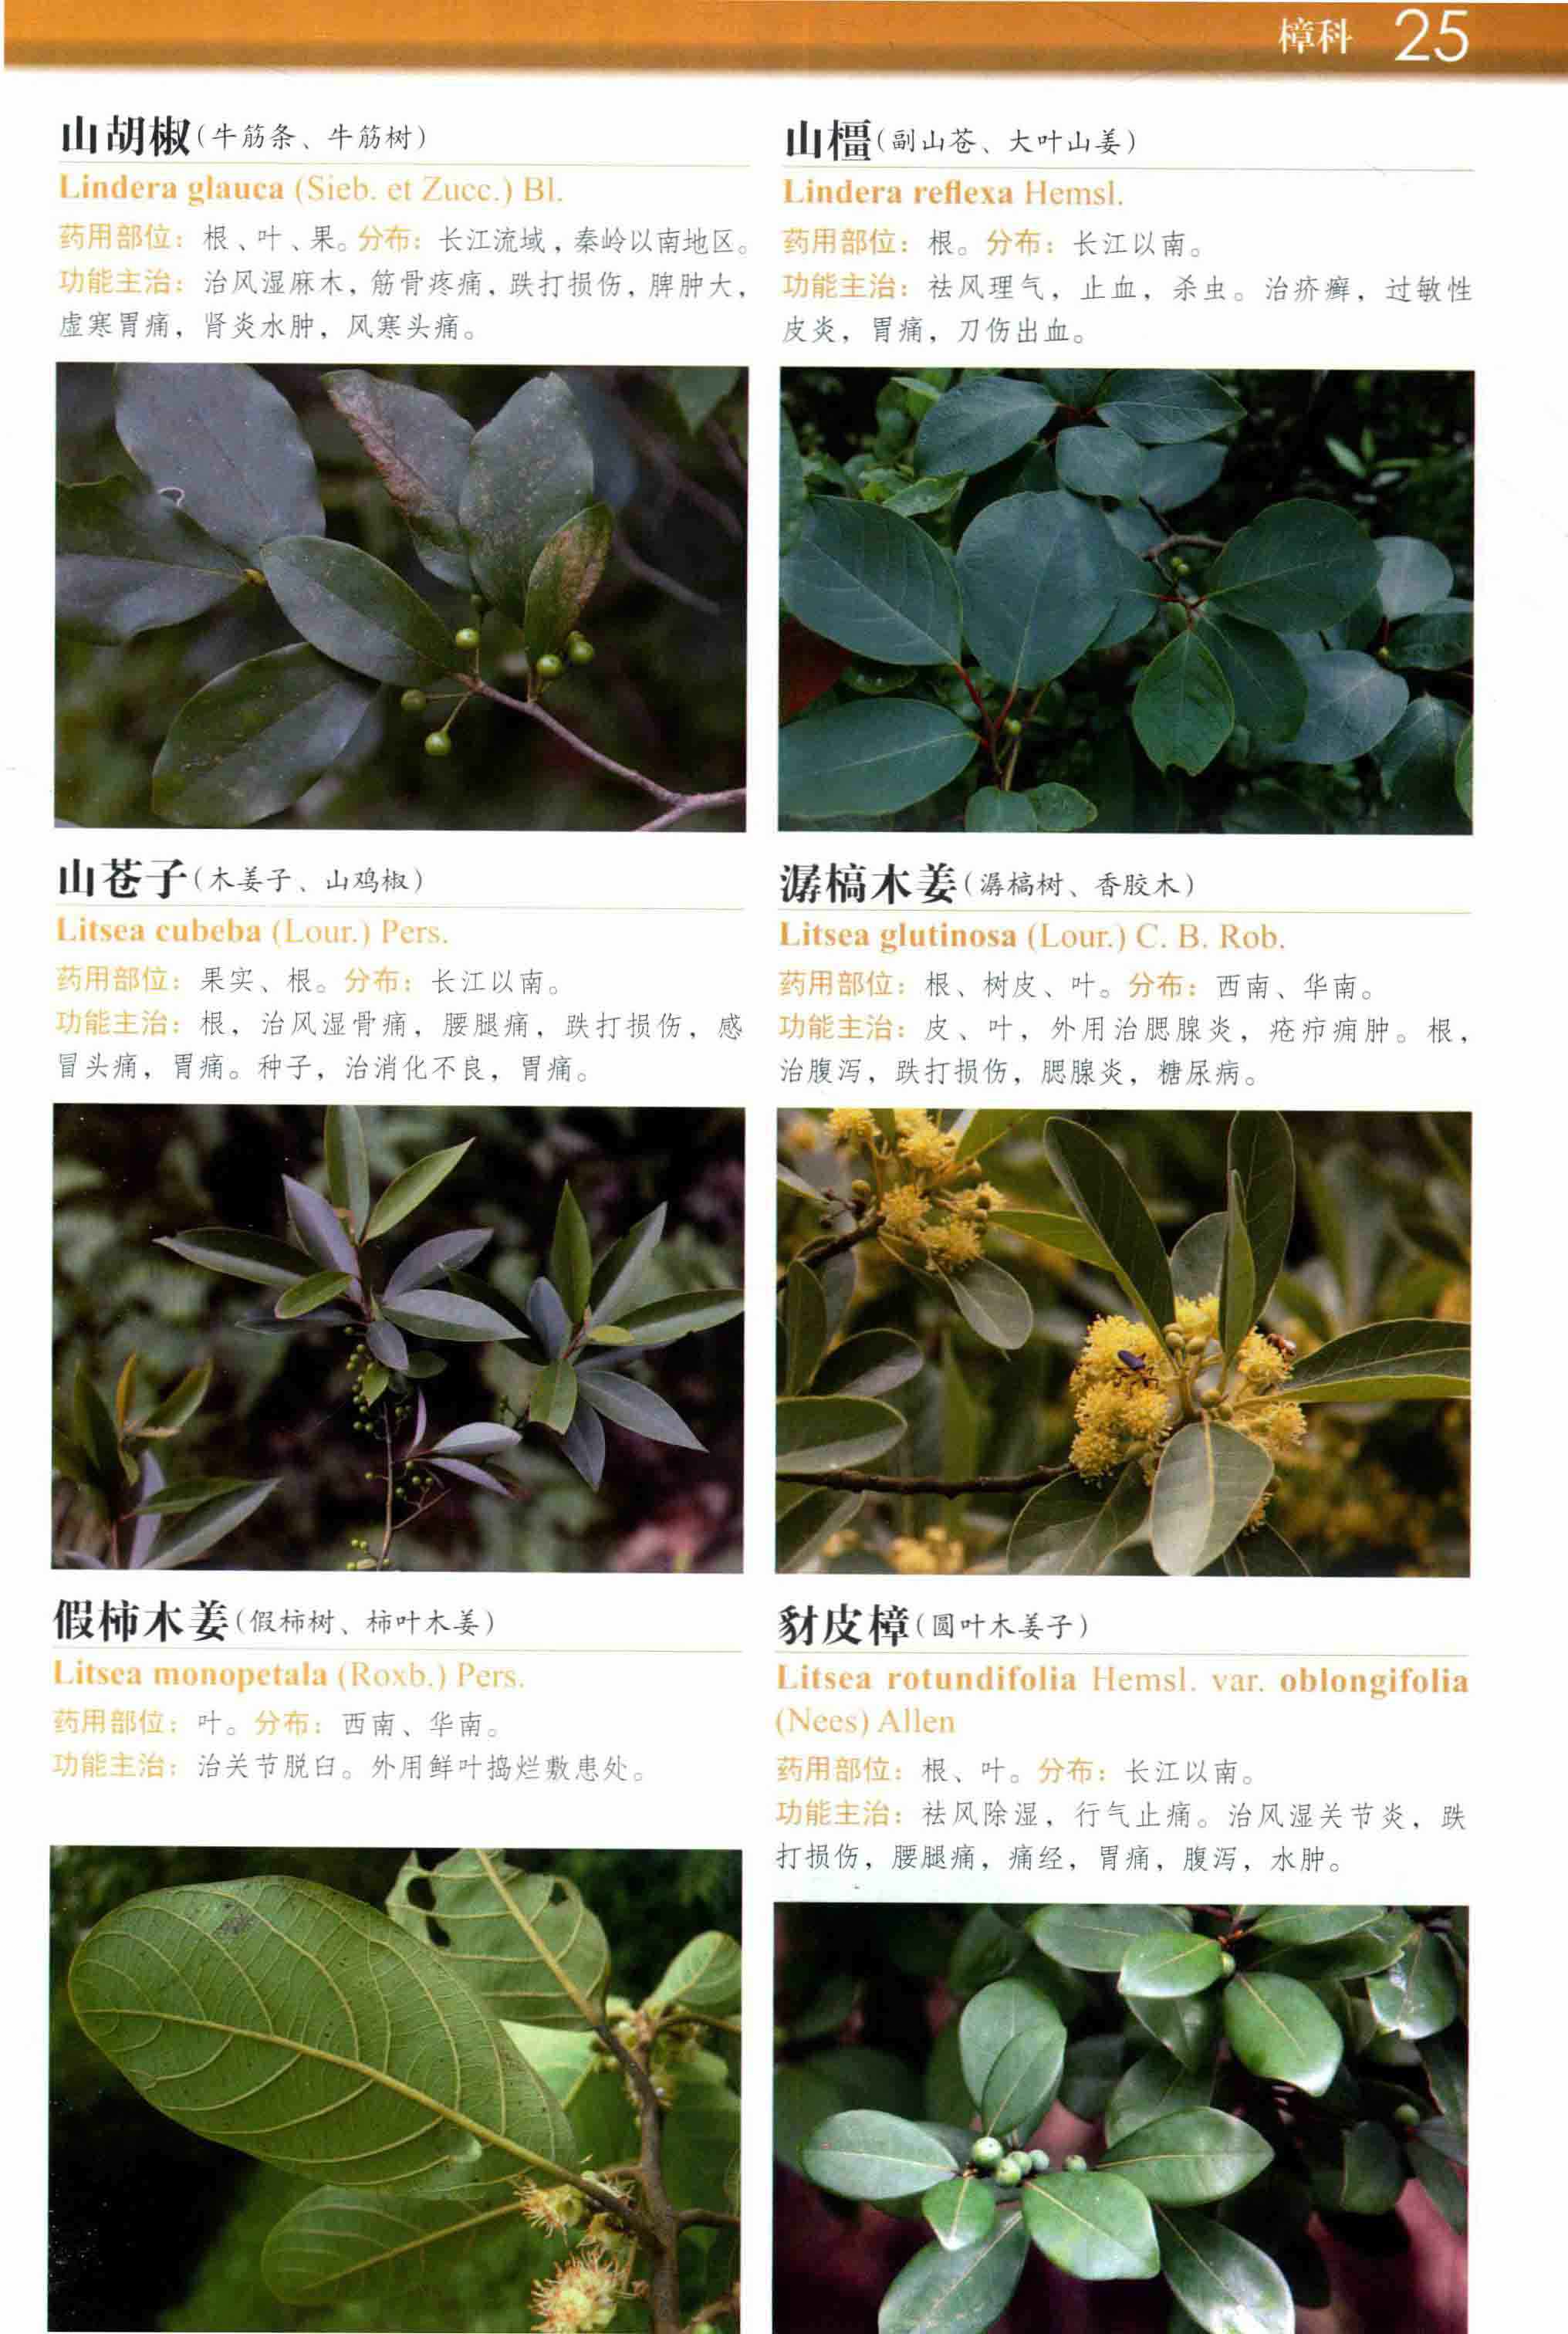 樟科 25
山胡椒(牛筋条、牛筋树)
Lindera glauca (Sieb. et Zucc.) Bl.
药用部位：根、叶、果。分布：长江流域，秦岭以南地区。
功能主治：治风湿麻木，筋骨疼痛，跌打损伤，脾肿大，
虚寒胃痛，肾炎水肿，风寒头痛。
山橿(副山苍、大叶山姜)
Lindera reflexa Hemsl.
药用部位：根。分布：长江以南。
功能主治：祛风理气，止血，杀虫。治疥癣，过敏性
皮炎，胃痛，刀伤出血。
山苍子(木姜子、山鸡椒)
Litsea cubeba (Lour.) Pers.
药用部位：果实、根。分布：长江以南。
功能主治：根，治风湿骨痛，腰腿痛，跌打损伤，感
冒头痛，胃痛。种子，治消化不良，胃痛。
潺槁木姜(潺槁树、香胶木)
Litsea glutinosa (Lour.) C. B. Rob.
药用部位：根、树皮、叶。分布：西南、华南。
功能主治：皮、叶，外用治腮腺炎，疮疖痈肿。根，
治腹泻，跌打损伤，腮腺炎，糖尿病。
假柿木姜(假柿树、柿叶木姜)
Litsea monopetala (Roxb.) Pers.
药用部位：叶。分布：西南、华南。
功能主治：治关节脱臼。外用鲜叶捣烂敷患处。
豺皮樟(圆叶木姜子)
Litsea rotundifolia Hemsl. var. oblongifolia
(Nees) Allen
药用部位：根、叶。分布：长江以南。
功能主治：祛风除湿，行气止痛。治风湿关节炎，跌
打损伤，腰腿痛，痛经，胃痛，腹泻，水肿。